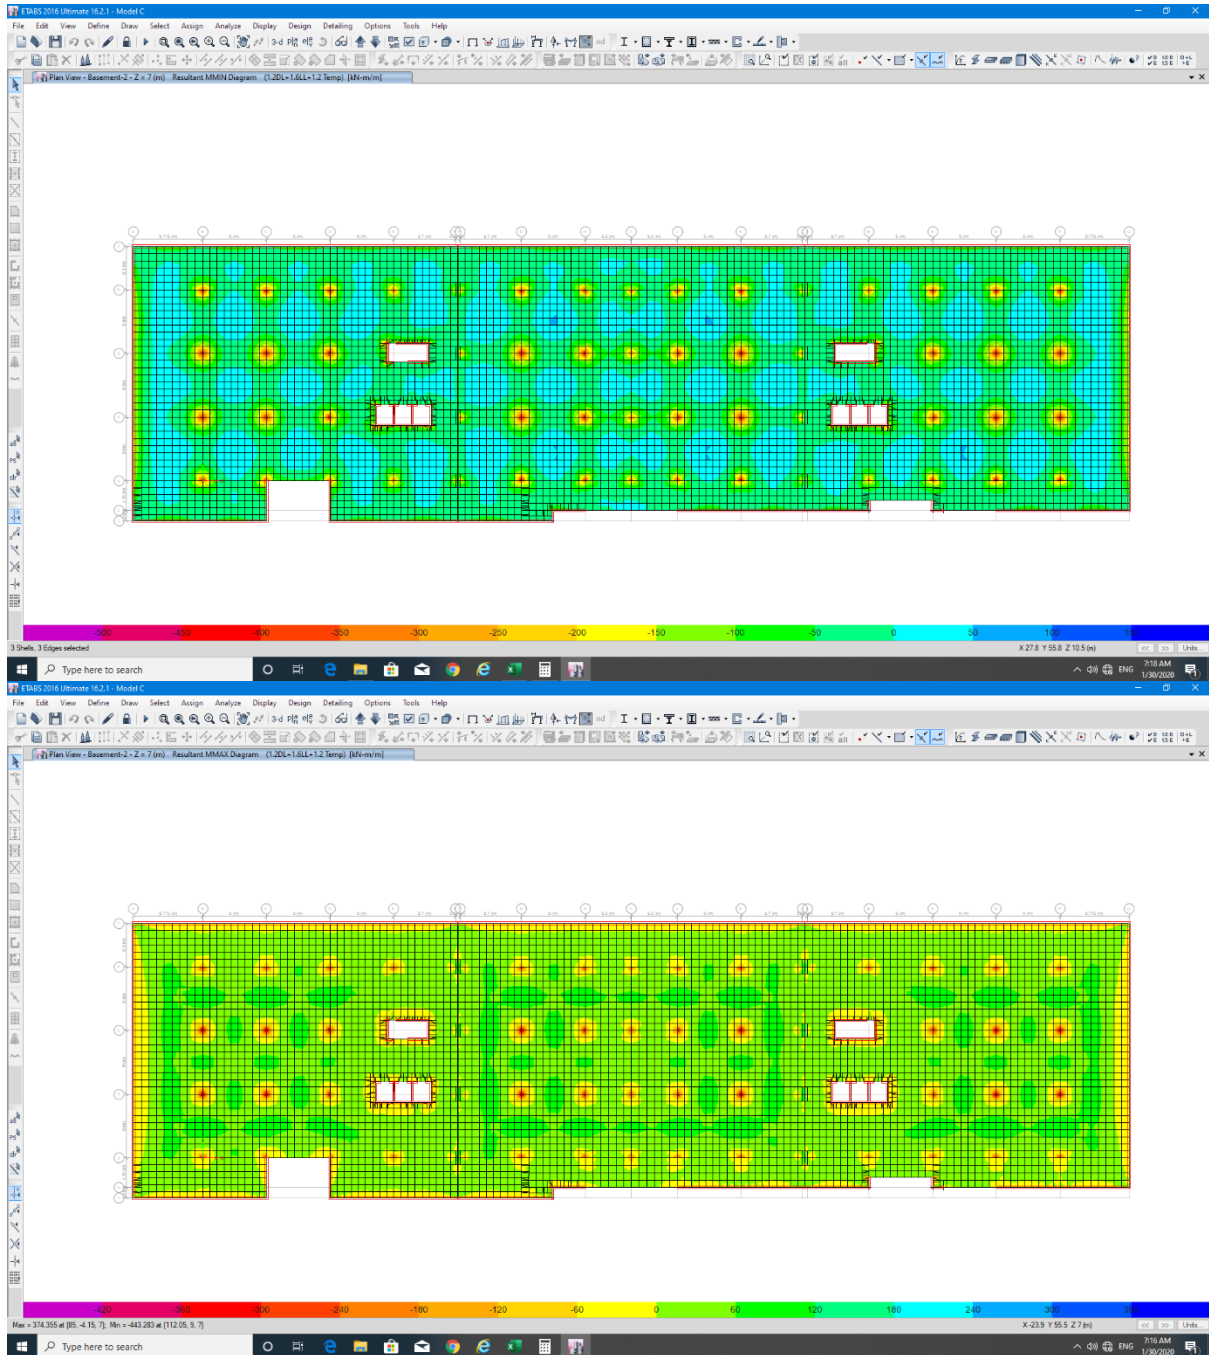 ETABS 2016 Ultimate 16.2.1 - Model C
File Edit View Define Draw Select Assign Analyze Display Design Detailing Options Tools Help
Plan View - Basement-2 - Z = 7 (m) Resultant MMIN Diagram (1.2DL+1.6LL+1.2 Temp) [kN-m/m]
-500 -450 -400 -350 -300 -250 -200 -150 -100 -50 0 50 100
3 Shells, 3 Edges selected
X 27.8 Y 55.8 Z 10.5 (m)
<< >> Units...
Type here to search
ENG
7:18 AM
1/30/2020
ETABS 2016 Ultimate 16.2.1 - Model C
File Edit View Define Draw Select Assign Analyze Display Design Detailing Options Tools Help
Plan View - Basement-2 - Z = 7 (m) Resultant MMAX Diagram (1.2DL+1.6LL+1.2 Temp) [kN-m/m]
-420 -360 -300 -240 -180 -120 -60 0 60 120 180 240 300
Max = 374.355 at [85, -4.15, 7]; Min = -443.283 at [112.05, 9, 7]
X -23.9 Y 55.5 Z 7 (m)
<< >> Units...
Type here to search
ENG
7:16 AM
1/30/2020